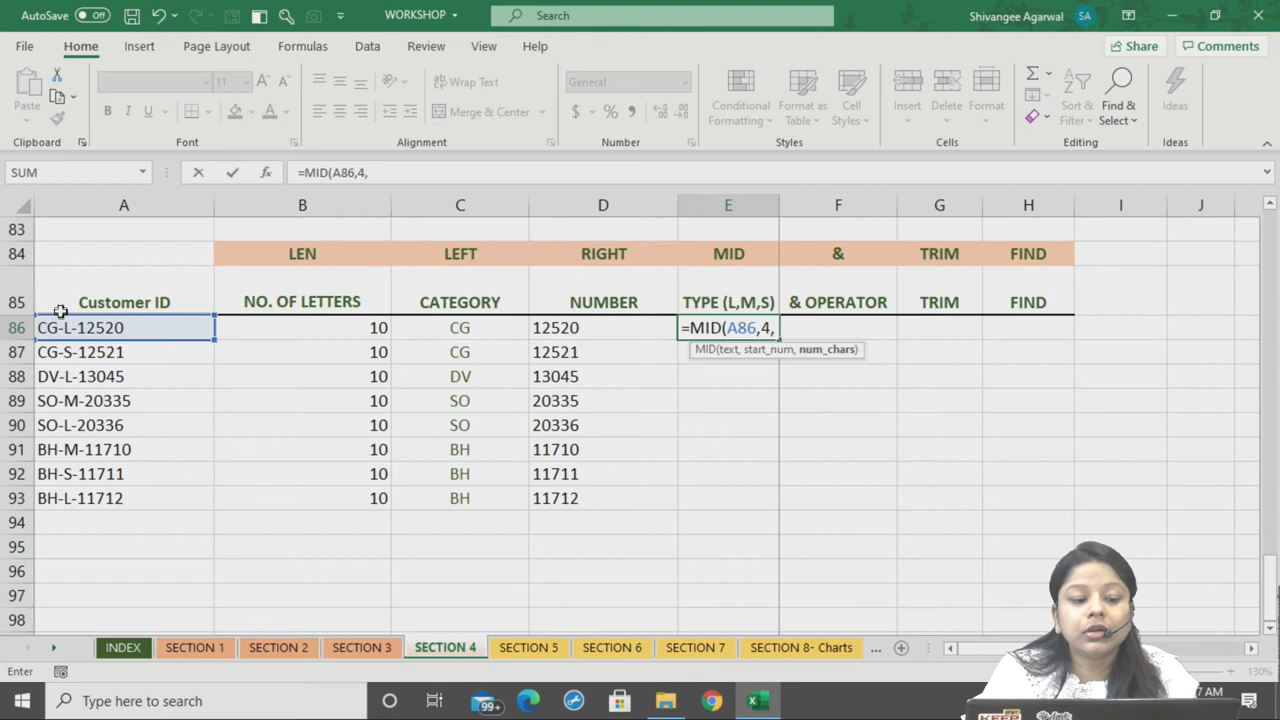 AutoSave Off WORKSHOP Search Shivangee Agarwal SA
File Home Insert Page Layout Formulas Data Review View Help Share Comments
Paste 11 Wrap Text General Conditional Formatting Format as Table Cell Styles Insert Delete Format Sort & Filter Find & Select Ideas
B I U Merge & Center $ % ,
Clipboard Font Alignment Number Styles Cells Editing Ideas
SUM fx =MID(A86,4,
A B C D E F G H I J
83
84 LEN LEFT RIGHT MID & TRIM FIND
85 Customer ID NO. OF LETTERS CATEGORY NUMBER TYPE (L,M,S) & OPERATOR TRIM FIND
86 CG-L-12520 10 CG 12520 =MID(A86,4,
MID(text, start_num, num_chars)
87 CG-S-12521 10 CG 12521
88 DV-L-13045 10 DV 13045
89 SO-M-20335 10 SO 20335
90 SO-L-20336 10 SO 20336
91 BH-M-11710 10 BH 11710
92 BH-S-11711 10 BH 11711
93 BH-L-11712 10 BH 11712
94
95
96
97
98
INDEX SECTION 1 SECTION 2 SECTION 3 SECTION 4 SECTION 5 SECTION 6 SECTION 7 SECTION 8- Charts ...
Enter 130%
Type here to search 99+ 7 AM
KEEP